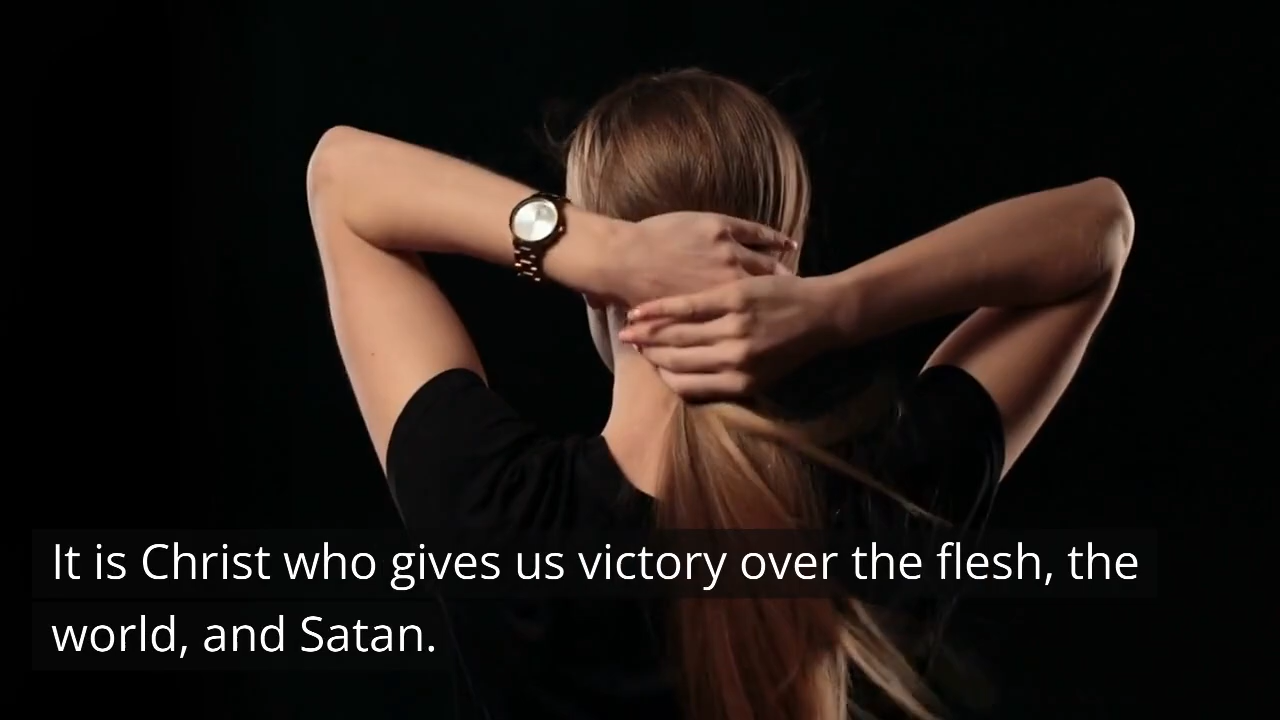 It is Christ who gives us victory over the flesh, the
world, and Satan.